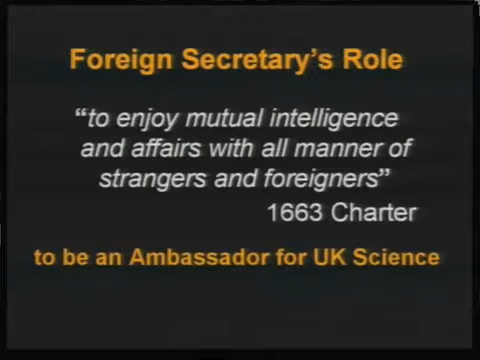 Foreign Secretary's Role
“to enjoy mutual intelligence
and affairs with all manner of
strangers and foreigners”
1663 Charter
to be an Ambassador for UK Science